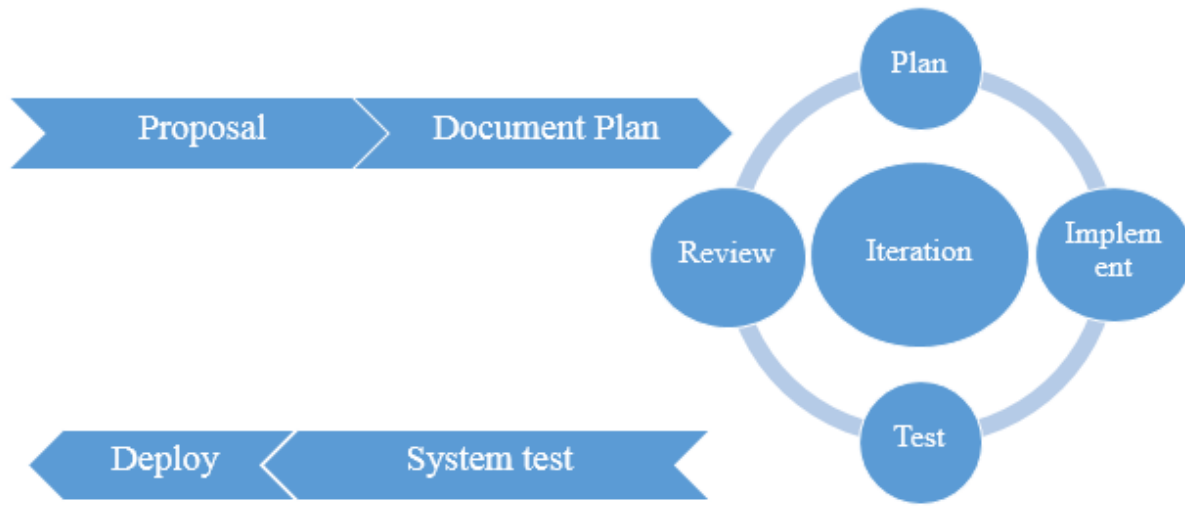 Proposal
Document Plan
Plan
Review
Iteration
Implem
ent
Test
Deploy
System test